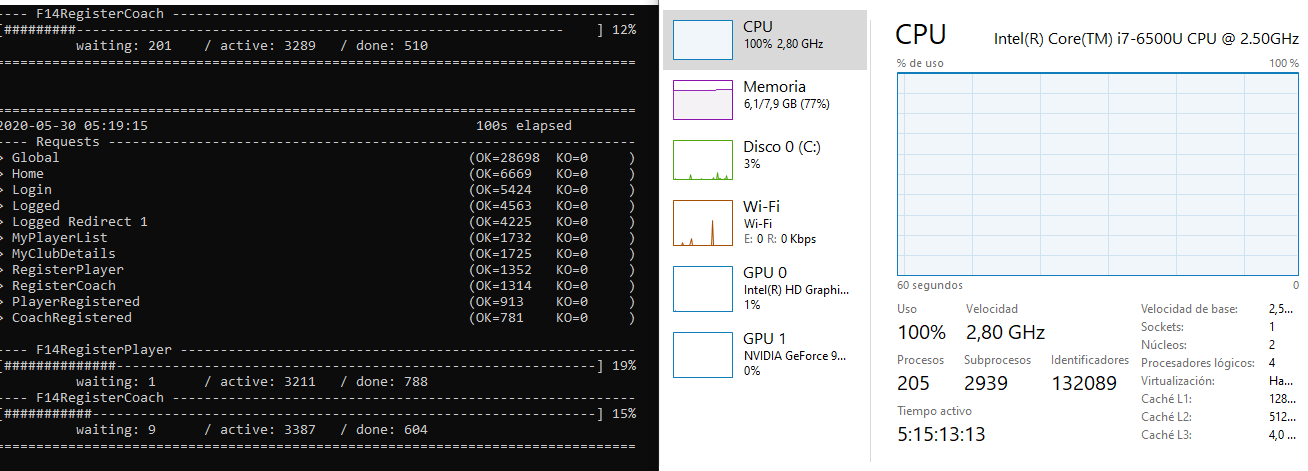 ---- F14RegisterCoach ----------------------------------------------------------
[#########------------------------------------------------------------- ] 12%
waiting: 201 / active: 3289 / done: 510
================================================================================
================================================================================
2020-05-30 05:19:15 100s elapsed
---- Requests ------------------------------------------------------------------
> Global (OK=28698 KO=0 )
> Home (OK=6669 KO=0 )
> Login (OK=5424 KO=0 )
> Logged (OK=4563 KO=0 )
> Logged Redirect 1 (OK=4225 KO=0 )
> MyPlayerList (OK=1732 KO=0 )
> MyClubDetails (OK=1725 KO=0 )
> RegisterPlayer (OK=1352 KO=0 )
> RegisterCoach (OK=1314 KO=0 )
> PlayerRegistered (OK=913 KO=0 )
> CoachRegistered (OK=781 KO=0 )
---- F14RegisterPlayer ---------------------------------------------------------
[##############------------------------------------------------------------] 19%
waiting: 1 / active: 3211 / done: 788
---- F14RegisterCoach ----------------------------------------------------------
[###########---------------------------------------------------------------] 15%
waiting: 9 / active: 3387 / done: 604
================================================================================
CPU
100% 2,80 GHz
Memoria
6,1/7,9 GB (77%)
Disco 0 (C:)
3%
Wi-Fi
Wi-Fi
E: 0 R: 0 Kbps
GPU 0
Intel(R) HD Graphi...
1%
GPU 1
NVIDIA GeForce 9...
0%
CPU Intel(R) Core(TM) i7-6500U CPU @ 2.50GHz
% de uso 100 %
60 segundos 0
Uso Velocidad
100% 2,80 GHz
Procesos Subprocesos Identificadores
205 2939 132089
Tiempo activo
5:15:13:13
Velocidad de base: 2,5...
Sockets: 1
Núcleos: 2
Procesadores lógicos: 4
Virtualización: Ha...
Caché L1: 128...
Caché L2: 512...
Caché L3: 4,0 ...